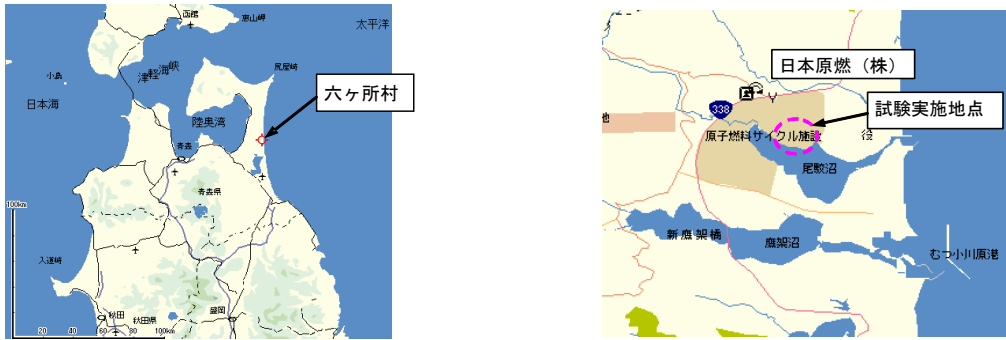 函館
恵山岬
太平洋
津軽海峡
尻屋崎
小島
六ヶ所村
日本海
陸奥湾
青森
青森県
100km
入道崎
秋田
秋田県
盛岡
20 40 60 80 100km
日本原燃（株）
338
試験実施地点
地
原子燃料サイクル施設
役
尾駮沼
新鷹架橋
鷹架沼
むつ小川原港